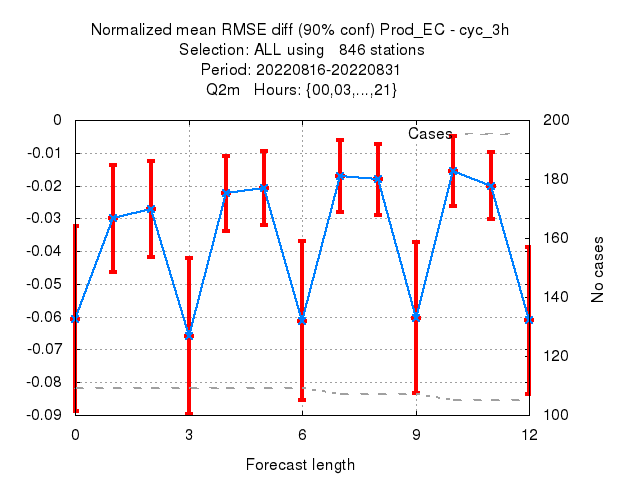 Normalized mean RMSE diff (90% conf) Prod_EC - cyc_3h
Selection: ALL using   846 stations
Period: 20220816-20220831
Q2m   Hours: {00,03,...,21}
Cases
0
-0.01
-0.02
-0.03
-0.04
-0.05
-0.06
-0.07
-0.08
-0.09
200
180
160
140
120
100
No cases
0 3 6 9 12
Forecast length